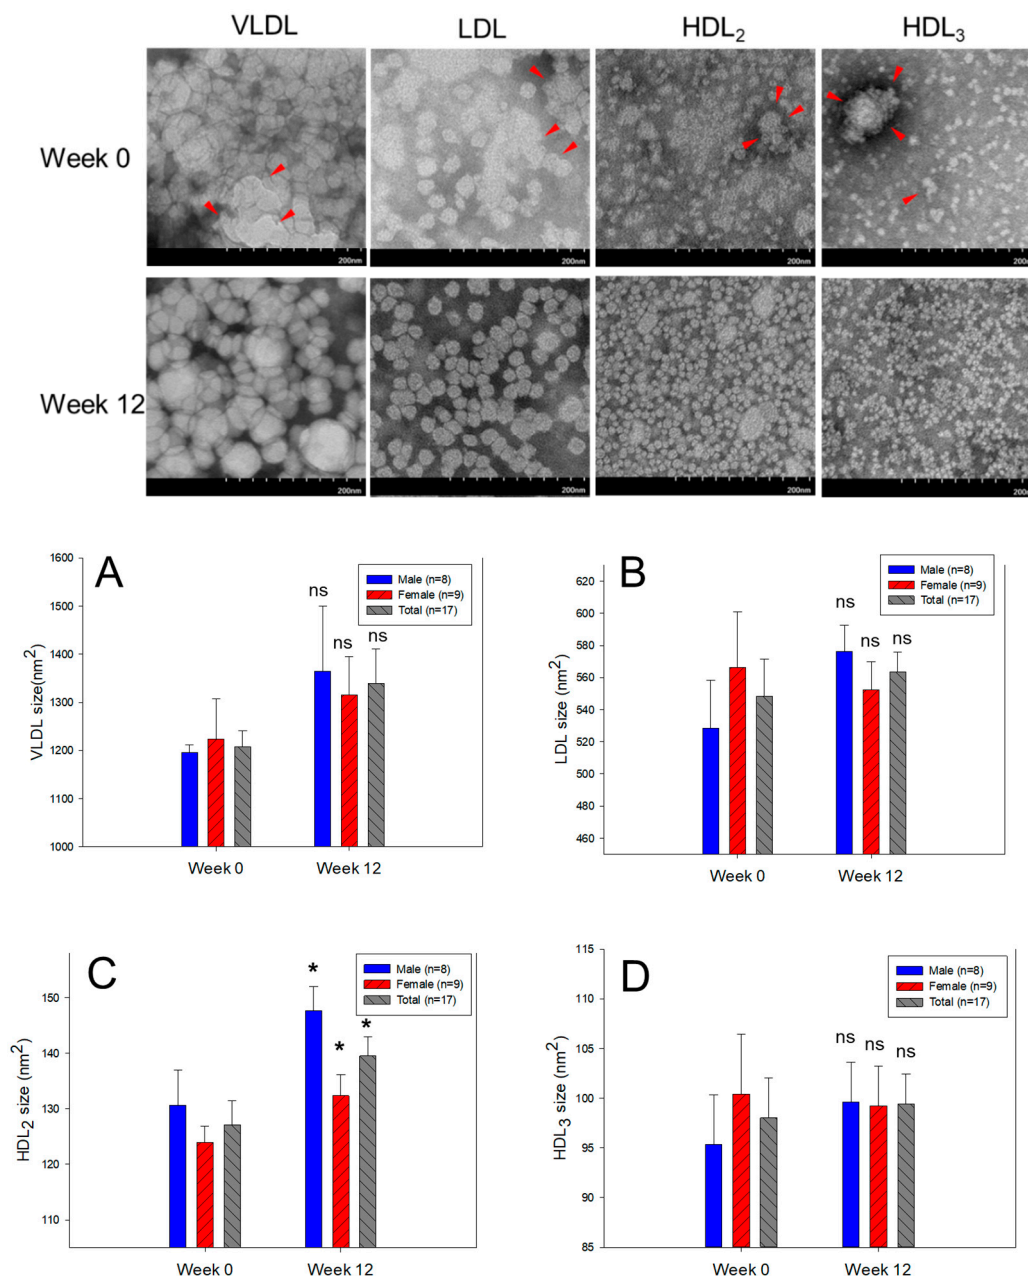 VLDL LDL HDL2 HDL3
Week 0
200nm 200nm 200nm 200nm
Week 12
200nm 200nm 200nm 200nm
A
VLDL size(nm2)
1600
1500
1400
1300
1200
1100
1000
Male (n=8)
Female (n=9)
Total (n=17)
ns ns ns
Week 0 Week 12
B
LDL size (nm2)
620
600
580
560
540
520
500
480
460
Male (n=8)
Female (n=9)
Total (n=17)
ns ns ns
Week 0 Week 12
C
HDL2 size (nm2)
150
140
130
120
110
Male (n=8)
Female (n=9)
Total (n=17)
* * *
Week 0 Week 12
D
HDL3 size (nm2)
115
110
105
100
95
90
85
Male (n=8)
Female (n=9)
Total (n=17)
ns ns ns
Week 0 Week 12